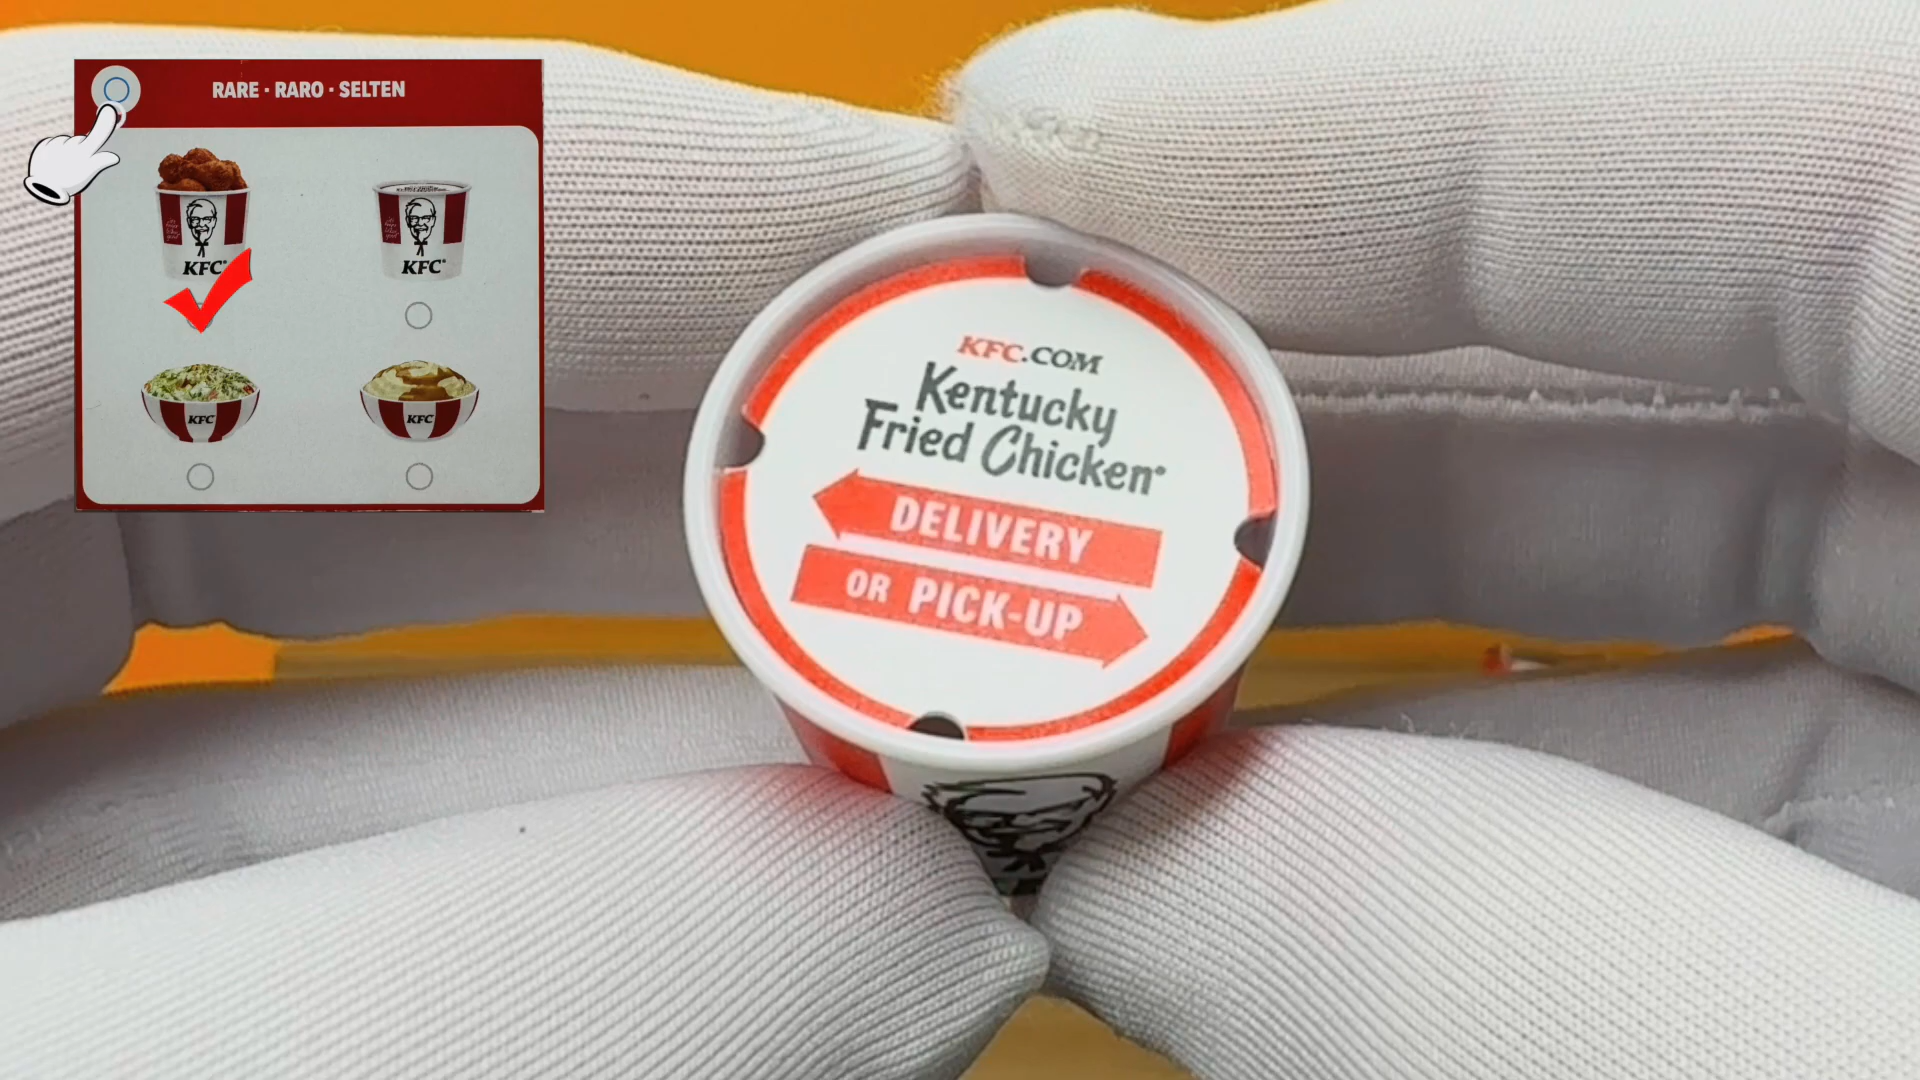 RARE · RARO · SELTEN
KFC
KFC
KFC
KFC
KFC.COM
Kentucky
Fried Chicken
DELIVERY
OR PICK-UP